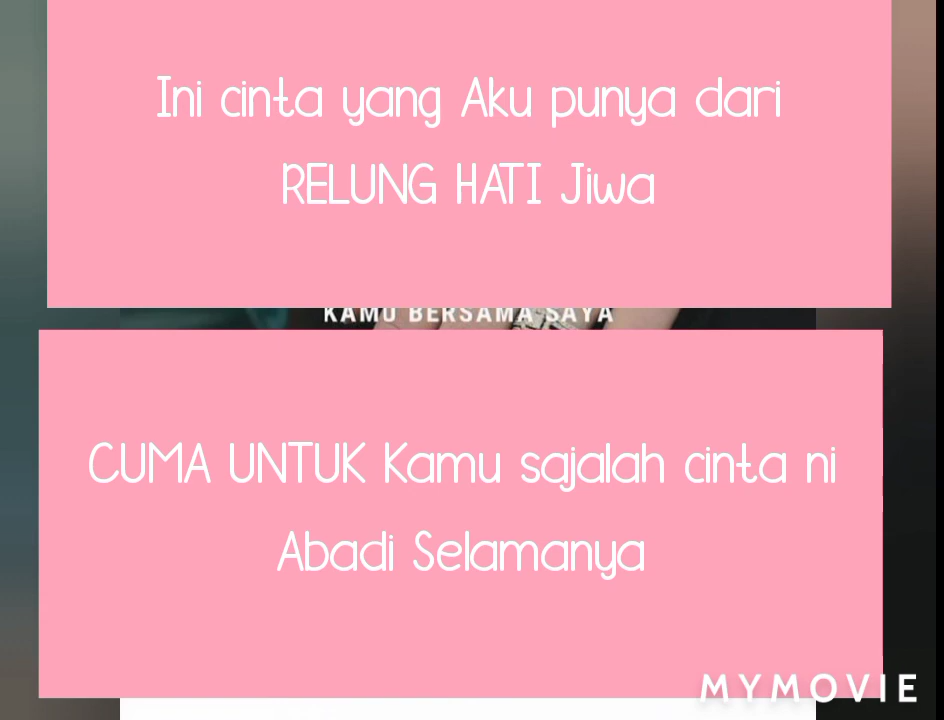 Ini cinta yang Aku punya dari
RELUNG HATI Jiwa
KAMU BERSAMA SAYA
CUMA UNTUK Kamu sajalah cinta ni
Abadi Selamanya
MYMOVIE